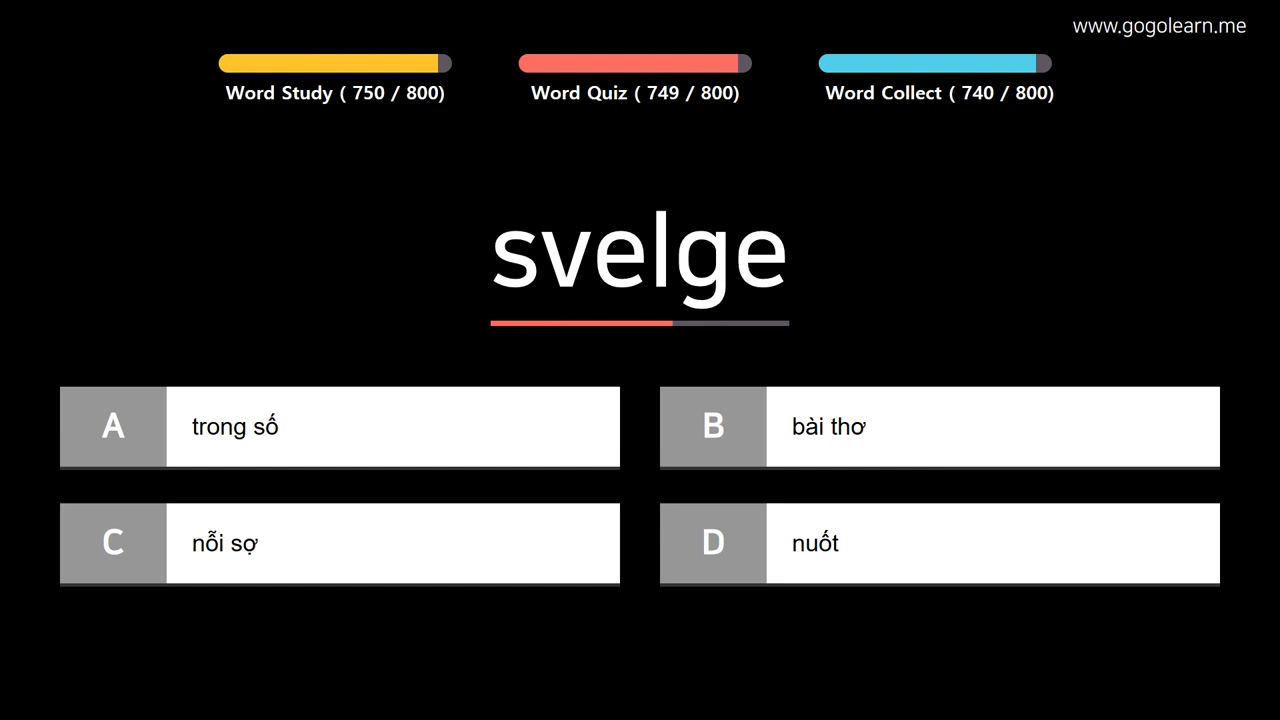 www.gogolearn.me
Word Study ( 750 / 800)
Word Quiz ( 749 / 800)
Word Collect ( 740 / 800)
svelge
A
trong số
B
bài thơ
C
nỗi sợ
D
nuốt